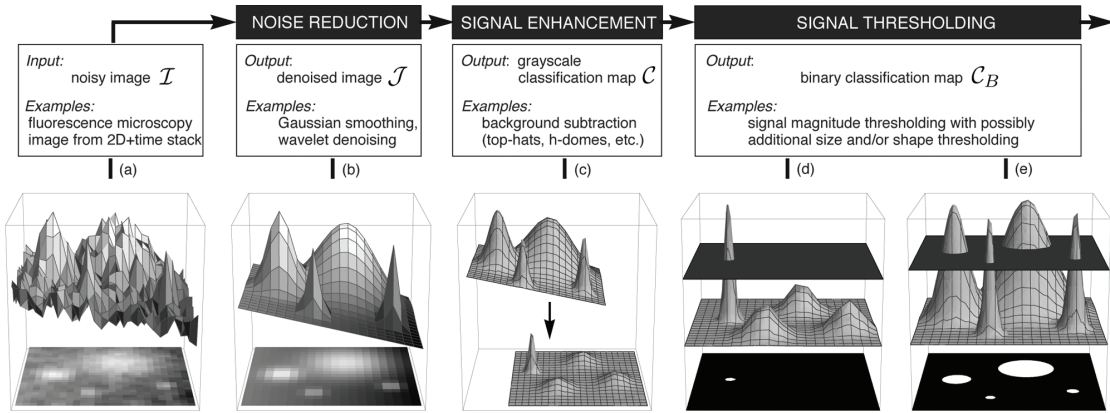 NOISE REDUCTION
SIGNAL ENHANCEMENT
SIGNAL THRESHOLDING
Input:
noisy image I
Examples:
fluorescence microscopy
image from 2D+time stack
Output:
denoised image J
Examples:
Gaussian smoothing,
wavelet denoising
Output: grayscale
classification map C
Examples:
background subtraction
(top-hats, h-domes, etc.)
Output:
binary classification map C_B
Examples:
signal magnitude thresholding with possibly
additional size and/or shape thresholding
(a)
(b)
(c)
(d)
(e)